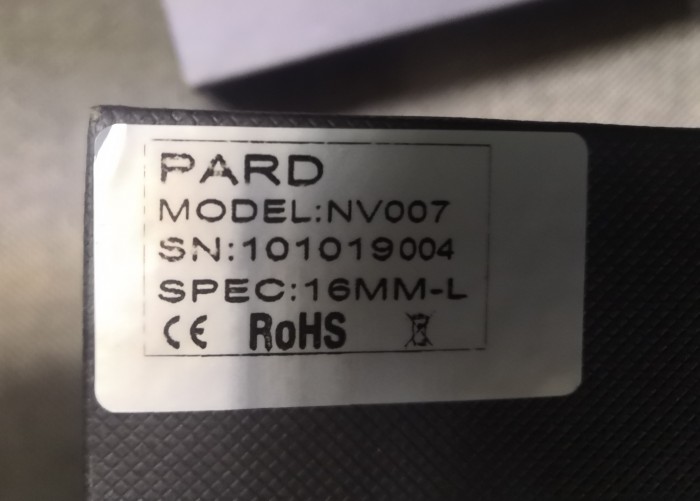 PARD
MODEL:NV007
SN:101019004
SPEC:16MM-L
CE RoHS